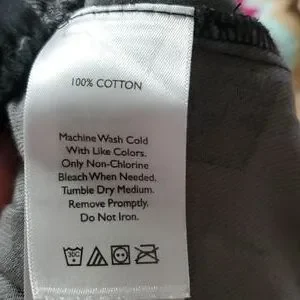 100% COTTON
Machine Wash Cold
With Like Colors.
Only Non-Chlorine
Bleach When Needed.
Tumble Dry Medium.
Remove Promptly.
Do Not Iron.
30C